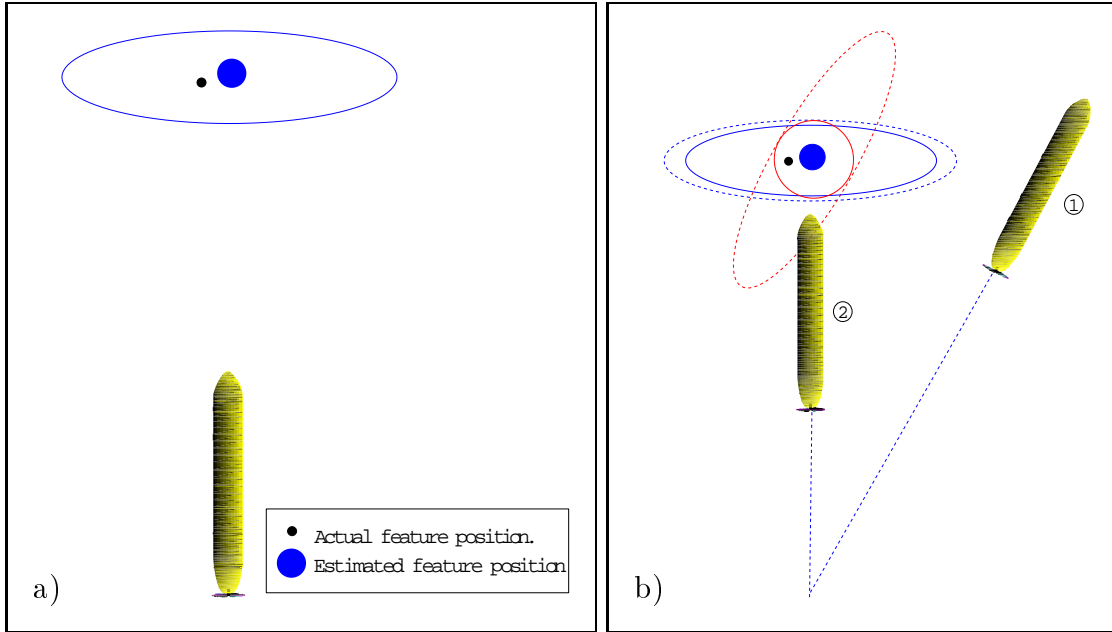 ①
②
Actual feature position.
Estimated feature position
a)
b)